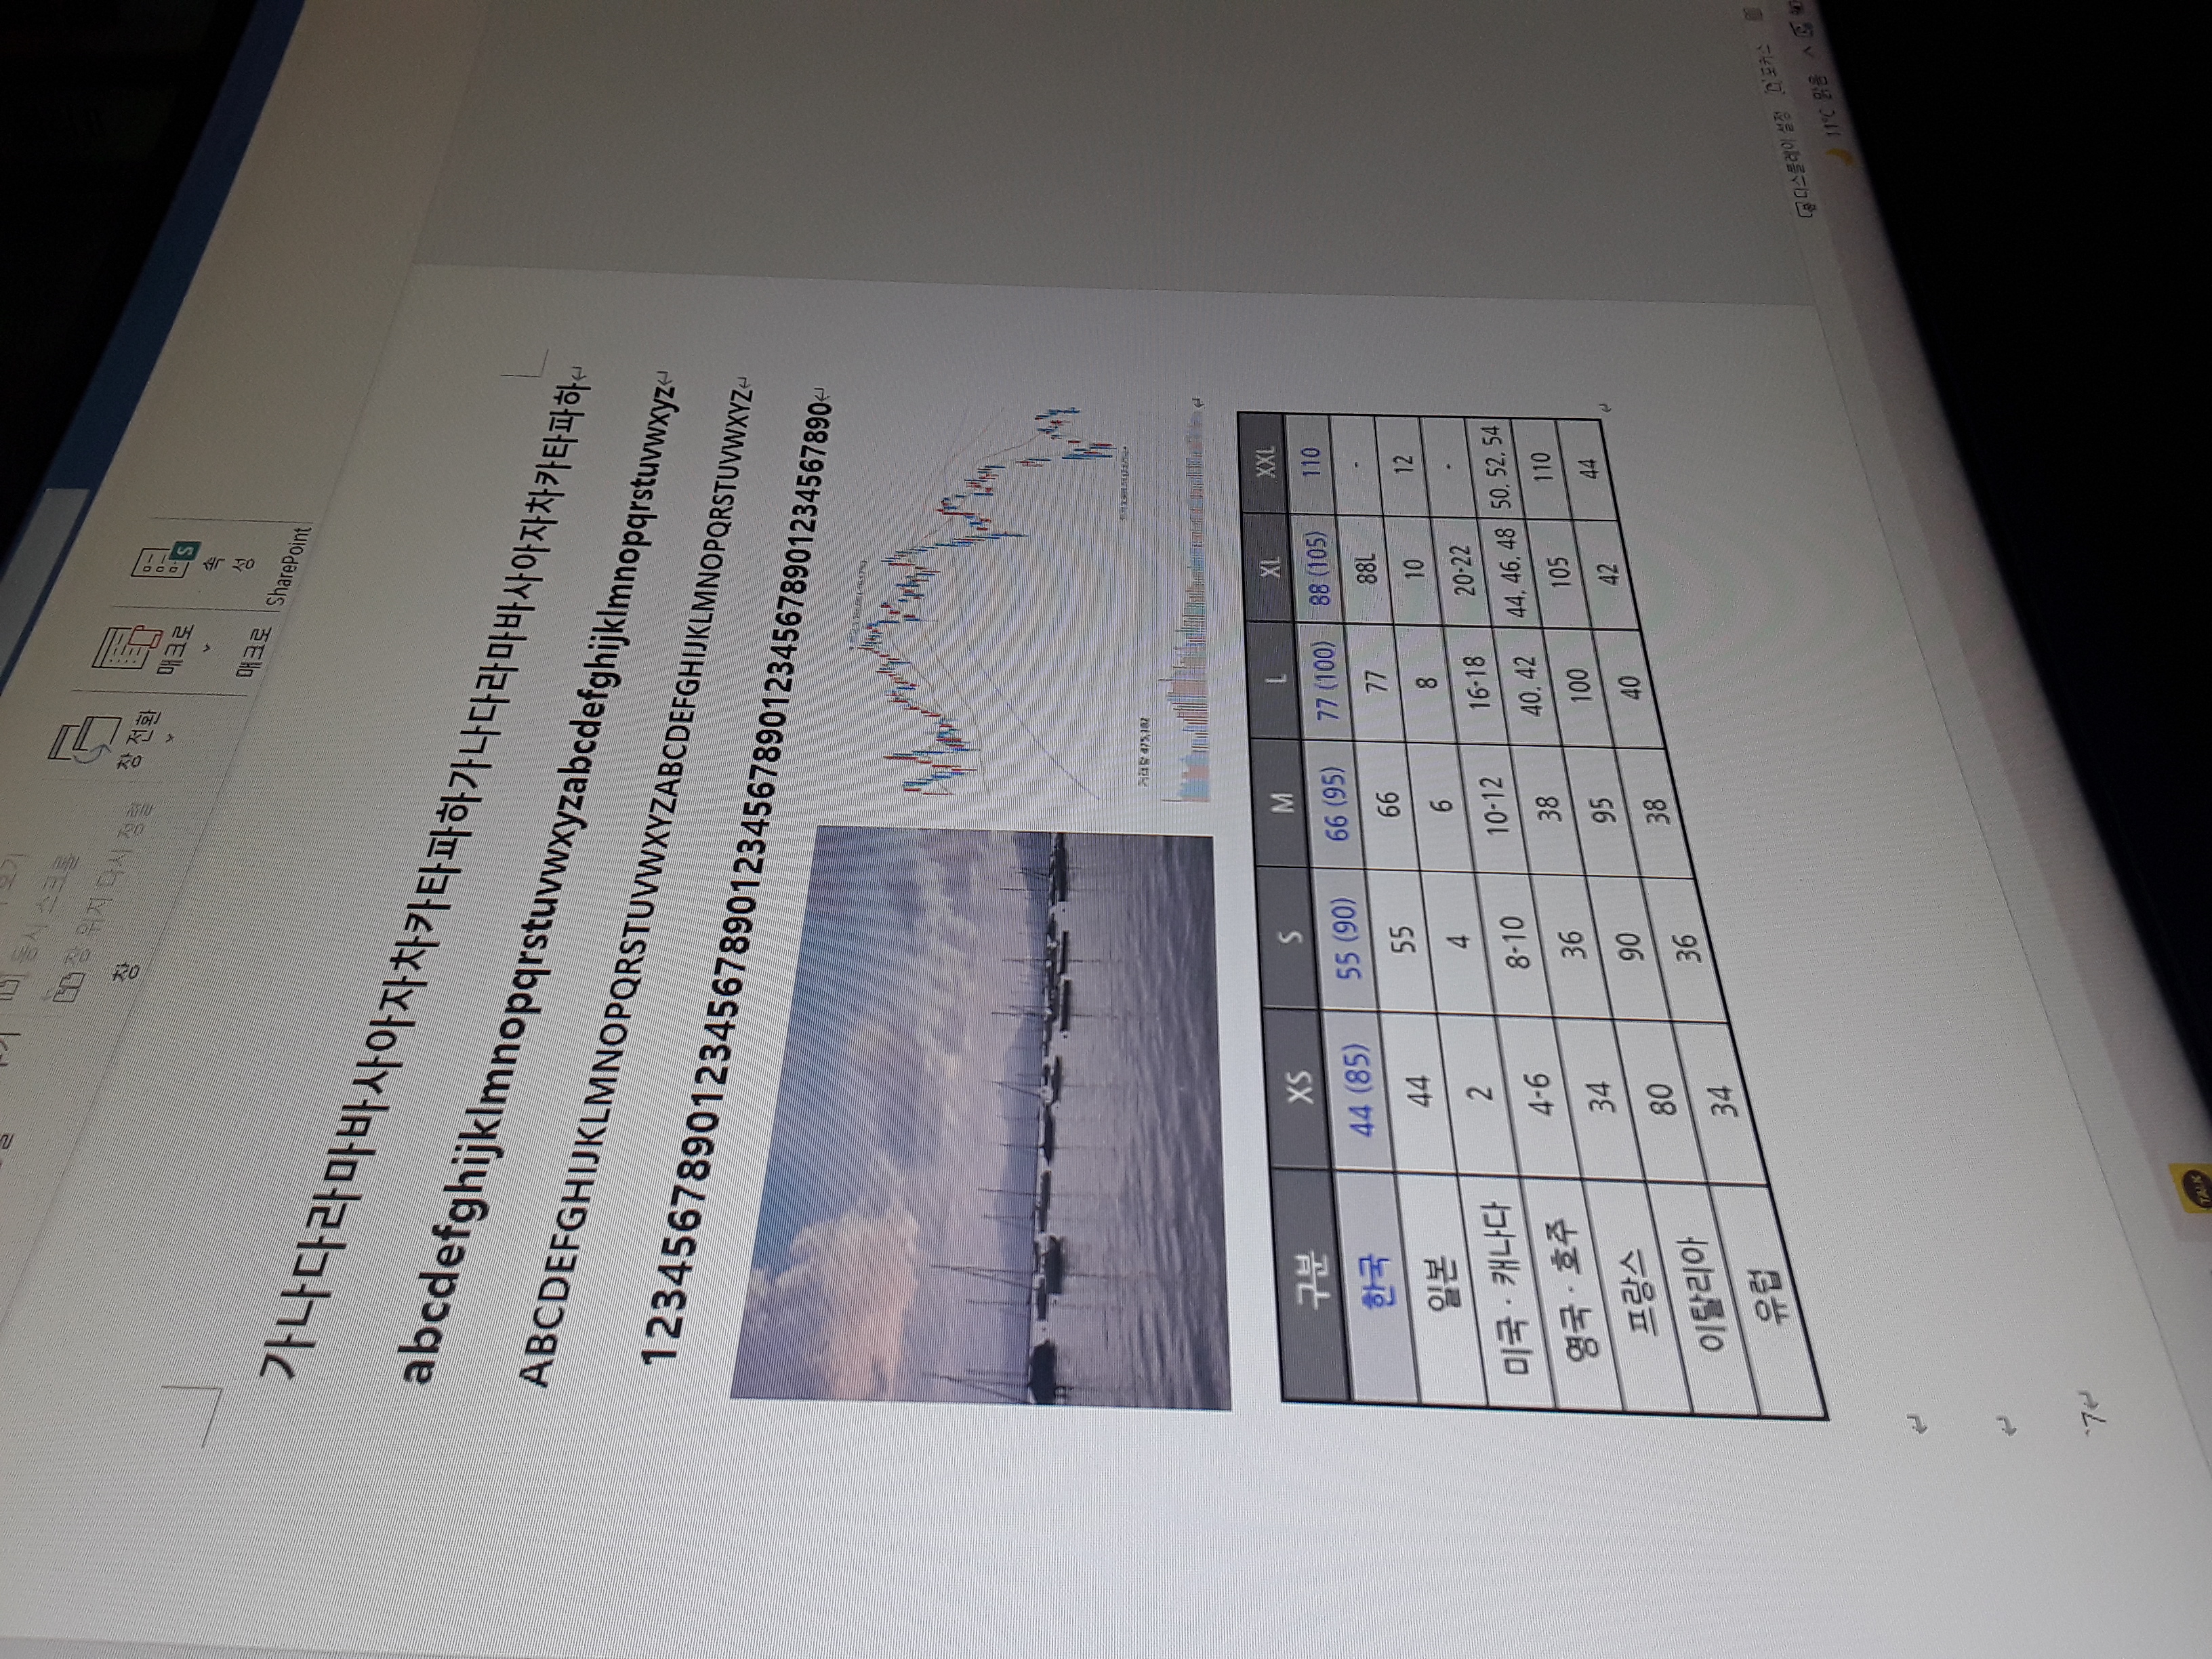 동시 스크롤
창 위치 다시 정렬
창
창 전환
매크로
매크로
속
성
SharePoint
가나다라마바사아자차카타파하가나다라마바사아자차카타파하
abcdefghijklmnopqrstuvwxyzabcdefghijklmnopqrstuvwxyz
ABCDEFGHIJKLMNOPQRSTUVWXYZABCDEFGHIJKLMNOPQRSTUVWXYZ
1234567890123456789012345678901234567890
거래량 475,182
구분 XS S M L XL XXL
한국 44 (85) 55 (90) 66 (95) 77 (100) 88 (105) 110
일본 44 55 66 77 88L -
미국 · 캐나다 2 4 6 8 10 12
영국 · 호주 4-6 8-10 10-12 16-18 20-22 -
프랑스 34 36 38 40, 42 44, 46, 48 50, 52, 54
이탈리아 80 90 95 100 105 110
유럽 34 36 38 40 42 44
`7
디스플레이 설정 포커스
11°C 맑음
TALK